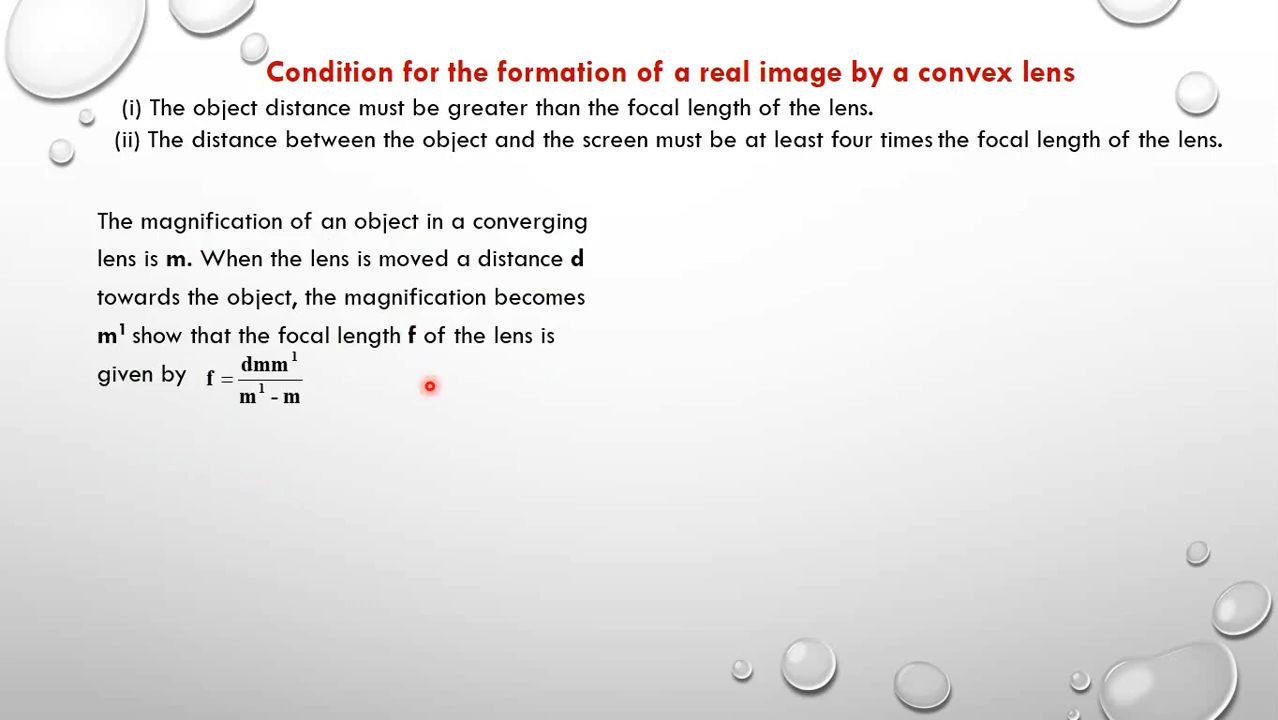 Condition for the formation of a real image by a convex lens
(i) The object distance must be greater than the focal length of the lens.
(ii) The distance between the object and the screen must be at least four times the focal length of the lens.
The magnification of an object in a converging
lens is m. When the lens is moved a distance d
towards the object, the magnification becomes
m¹ show that the focal length f of the lens is
given by f = dmm¹ / m¹ - m